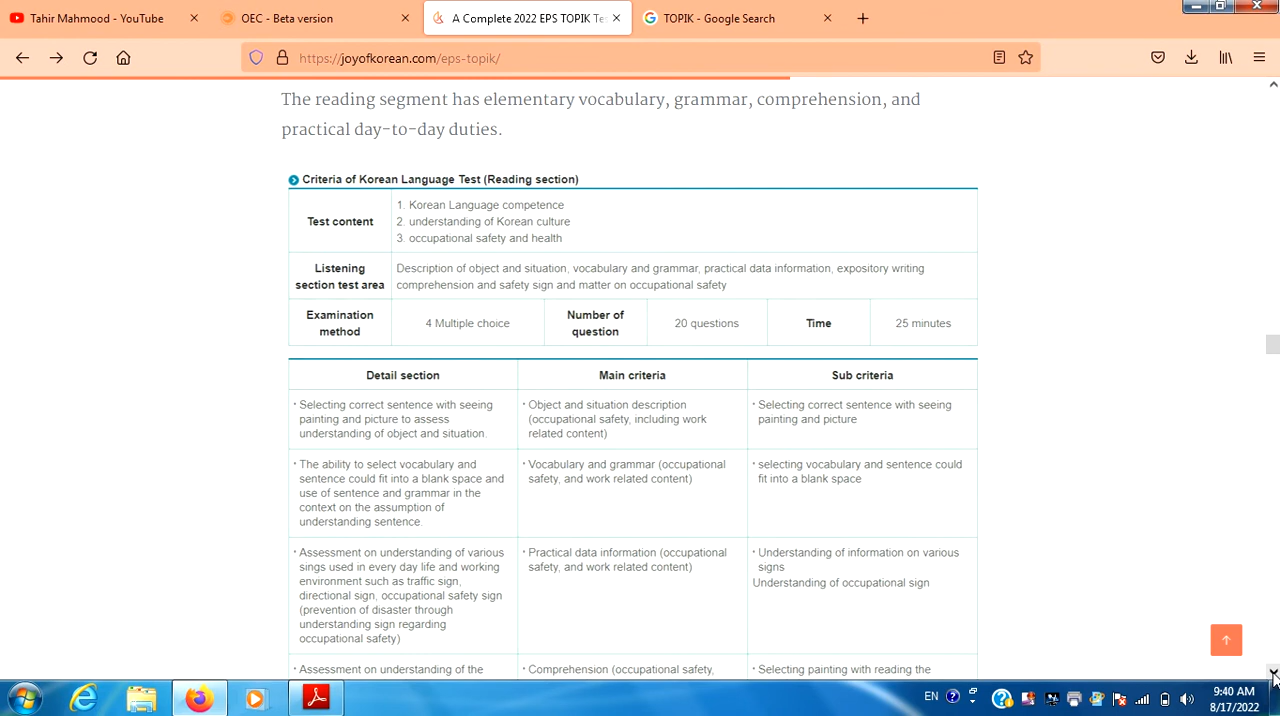 Tahir Mahmood - YouTube
OEC - Beta version
A Complete 2022 EPS TOPIK Te
TOPIK - Google Search
https://joyofkorean.com/eps-topik/
The reading segment has elementary vocabulary, grammar, comprehension, and
practical day-to-day duties.
Criteria of Korean Language Test (Reading section)
Test content
1. Korean Language competence
2. understanding of Korean culture
3. occupational safety and health
Listening
section test area
Description of object and situation, vocabulary and grammar, practical data information, expository writing
comprehension and safety sign and matter on occupational safety
Examination
method
4 Multiple choice
Number of
question
20 questions
Time
25 minutes
Detail section
Main criteria
Sub criteria
· Selecting correct sentence with seeing
painting and picture to assess
understanding of object and situation.
· Object and situation description
(occupational safety, including work
related content)
· Selecting correct sentence with seeing
painting and picture
· The ability to select vocabulary and
sentence could fit into a blank space and
use of sentence and grammar in the
context on the assumption of
understanding sentence.
· Vocabulary and grammar (occupational
safety, and work related content)
· selecting vocabulary and sentence could
fit into a blank space
· Assessment on understanding of various
sings used in every day life and working
environment such as traffic sign,
directional sign, occupational safety sign
(prevention of disaster through
understanding sign regarding
occupational safety)
· Practical data information (occupational
safety, and work related content)
· Understanding of information on various
signs
Understanding of occupational sign
· Assessment on understanding of the
· Comprehension (occupational safety,
· Selecting painting with reading the
EN
9:40 AM
8/17/2022